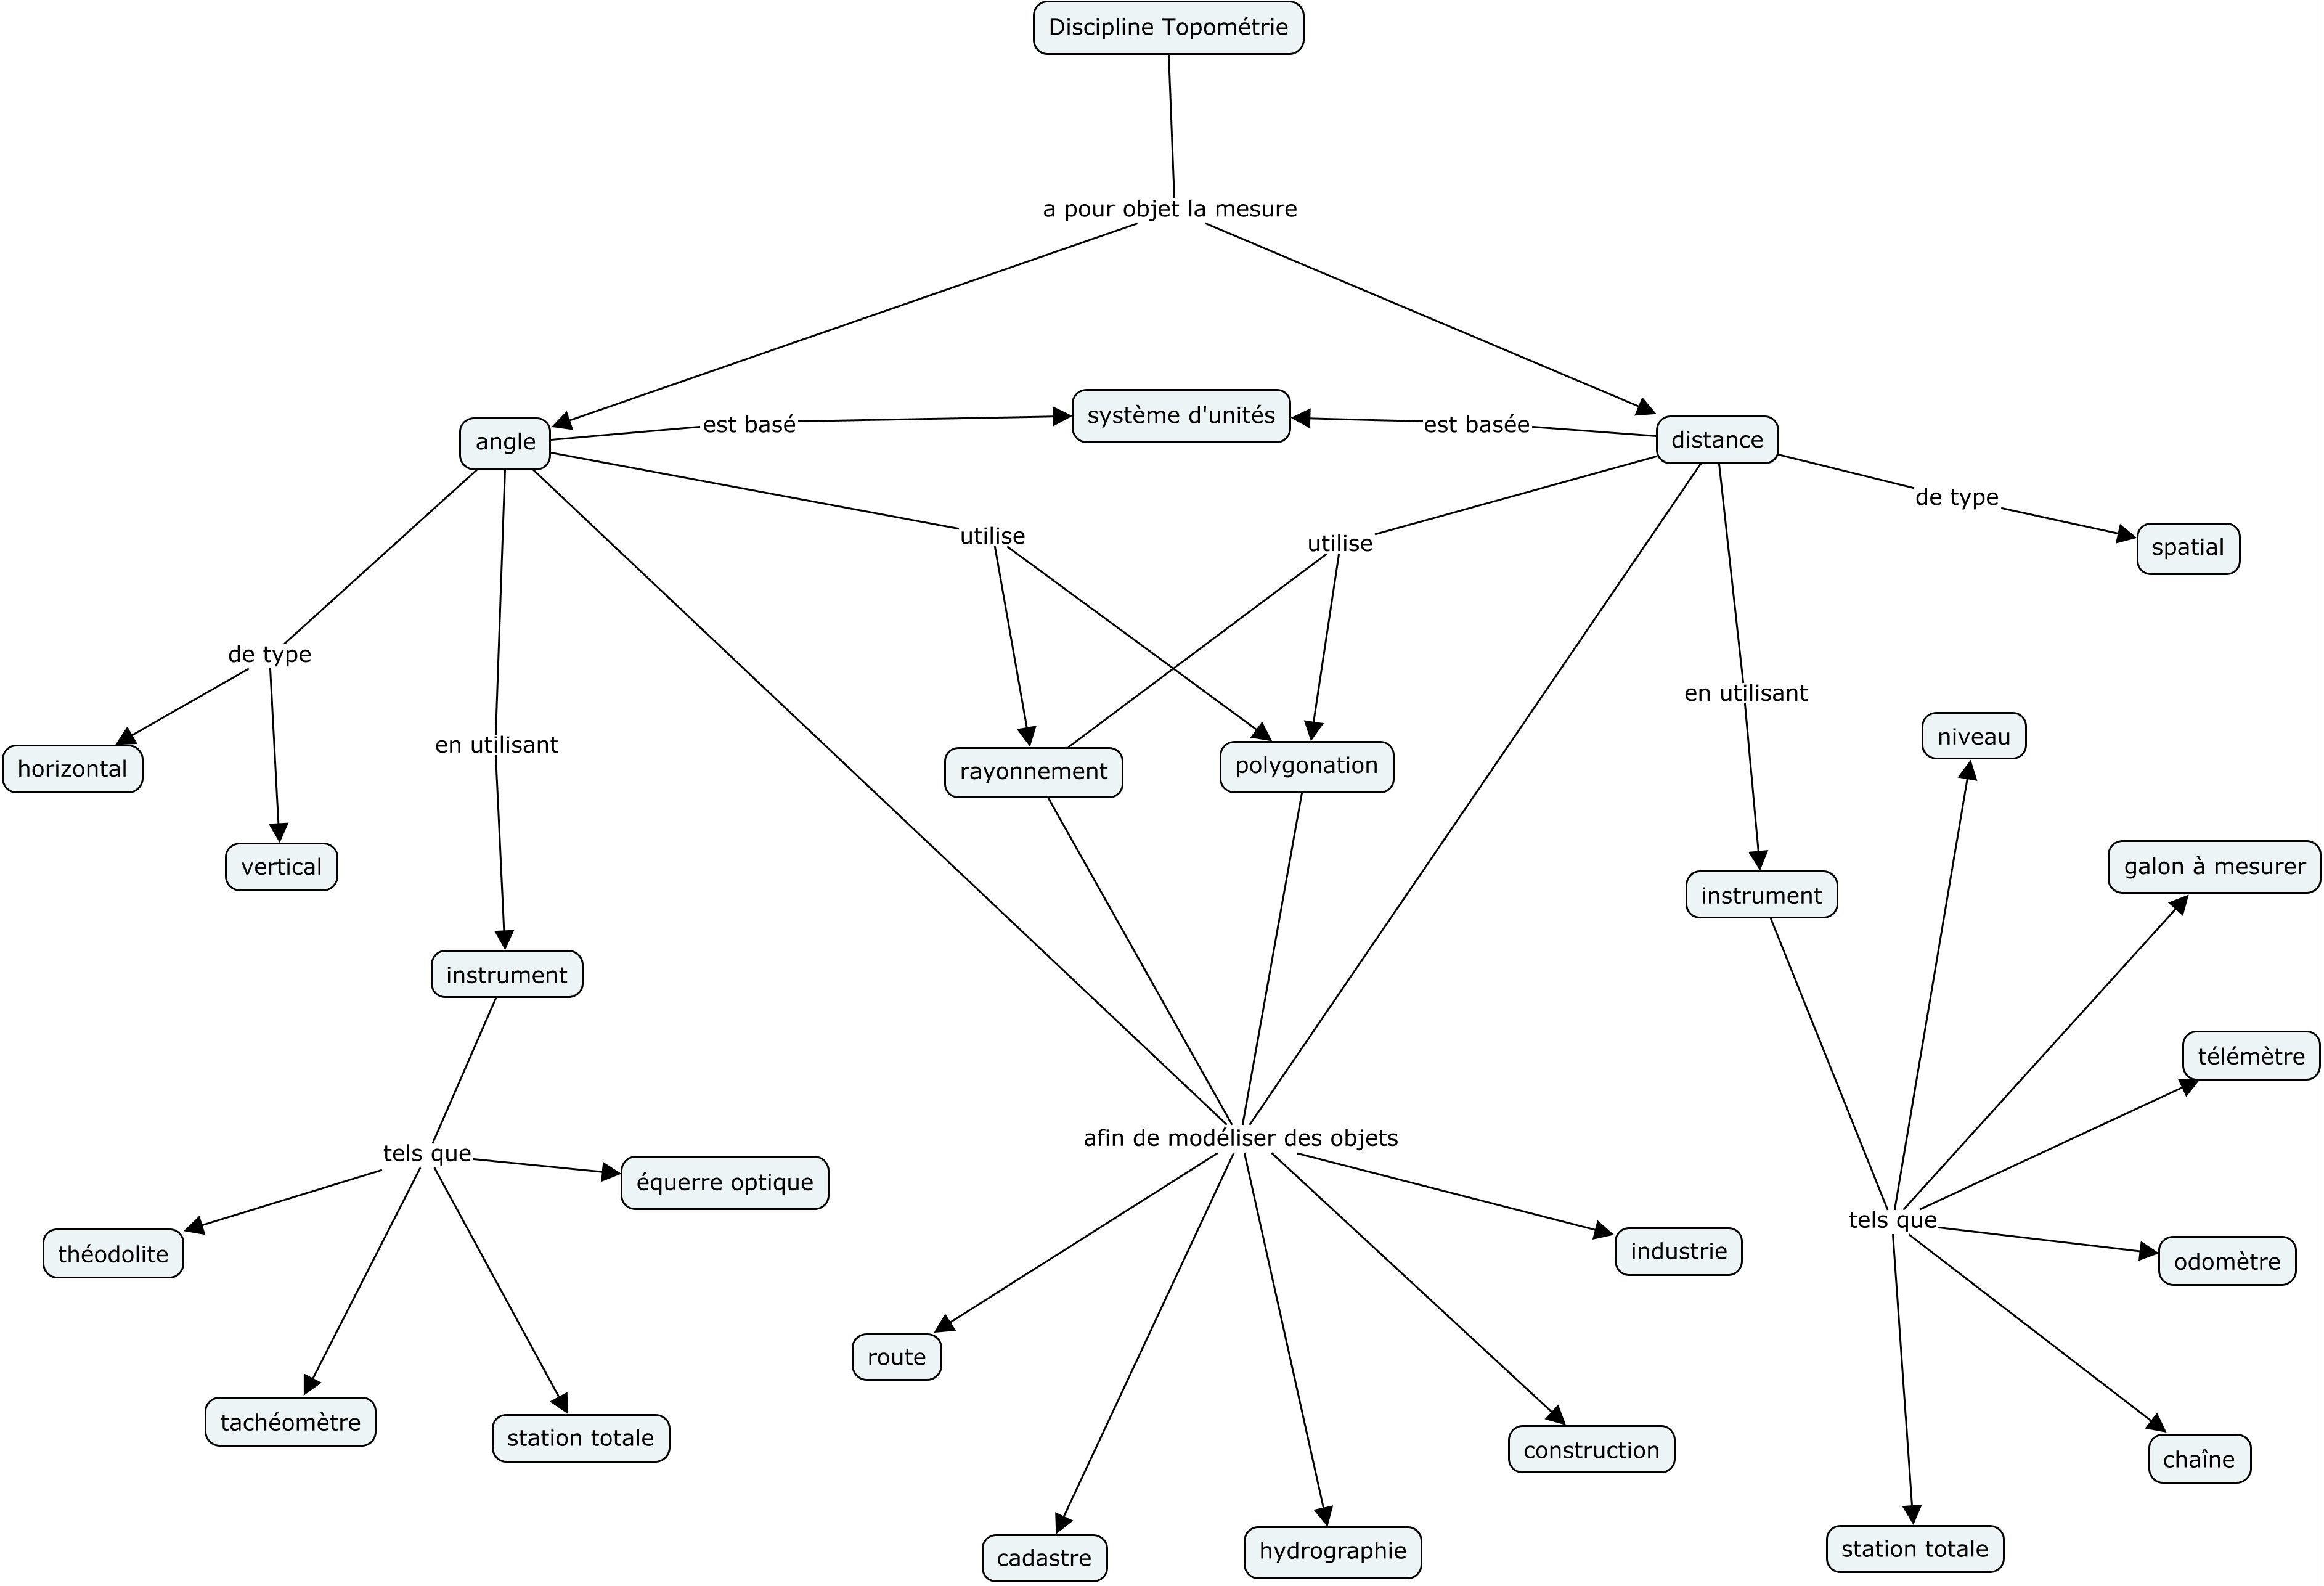 Discipline Topométrie
a pour objet la mesure
angle
est basé
système d'unités
est basée
distance
de type
spatial
utilise
utilise
de type
en utilisant
en utilisant
horizontal
vertical
rayonnement
polygonation
niveau
galon à mesurer
instrument
instrument
télémètre
afin de modéliser des objets
tels que
équerre optique
théodolite
tels que
industrie
odomètre
route
tachéomètre
station totale
construction
chaîne
cadastre
hydrographie
station totale